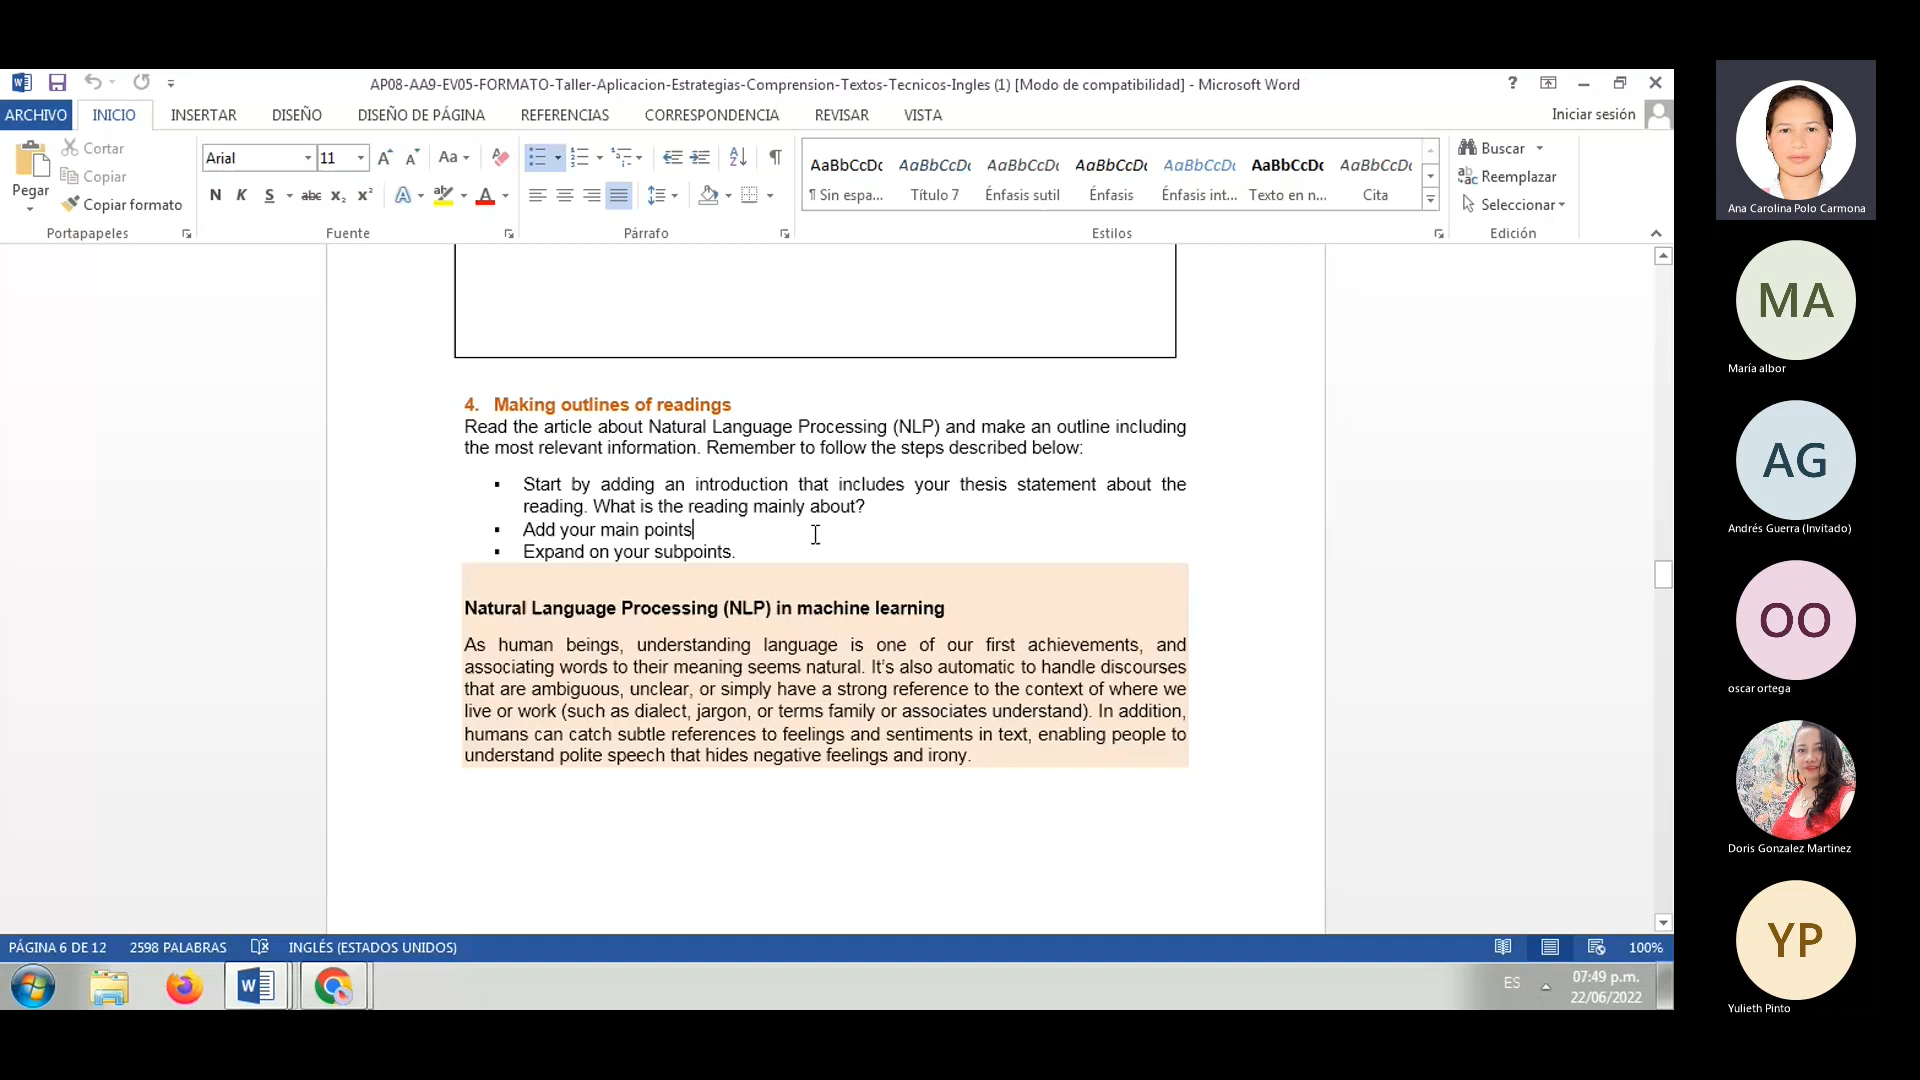 AP08-AA9-EV05-FORMATO-Taller-Aplicacion-Estrategias-Comprension-Textos-Tecnicos-Ingles (1) [Modo de compatibilidad] - Microsoft Word
ARCHIVO INICIO INSERTAR DISEÑO DISEÑO DE PÁGINA REFERENCIAS CORRESPONDENCIA REVISAR VISTA Iniciar sesión
Pegar
Cortar
Copiar
Copiar formato
Portapapeles
Arial 11
Fuente
Párrafo
AaBbCcDc AaBbCcDc AaBbCcDc AaBbCcDc AaBbCcDc AaBbCcDc AaBbCcDc
¶ Sin espa... Título 7 Énfasis sutil Énfasis Énfasis int... Texto en n... Cita
Estilos
Buscar
Reemplazar
Seleccionar
Edición
4. Making outlines of readings
Read the article about Natural Language Processing (NLP) and make an outline including
the most relevant information. Remember to follow the steps described below:
▪ Start by adding an introduction that includes your thesis statement about the
reading. What is the reading mainly about?
▪ Add your main points
▪ Expand on your subpoints.
Natural Language Processing (NLP) in machine learning
As human beings, understanding language is one of our first achievements, and
associating words to their meaning seems natural. It's also automatic to handle discourses
that are ambiguous, unclear, or simply have a strong reference to the context of where we
live or work (such as dialect, jargon, or terms family or associates understand). In addition,
humans can catch subtle references to feelings and sentiments in text, enabling people to
understand polite speech that hides negative feelings and irony.
PÁGINA 6 DE 12 2598 PALABRAS INGLÉS (ESTADOS UNIDOS) 100%
ES 07:49 p.m.
22/06/2022
Ana Carolina Polo Carmona
MA
María albor
AG
Andrés Guerra (Invitado)
OO
oscar ortega
Doris Gonzalez Martinez
YP
Yulieth Pinto